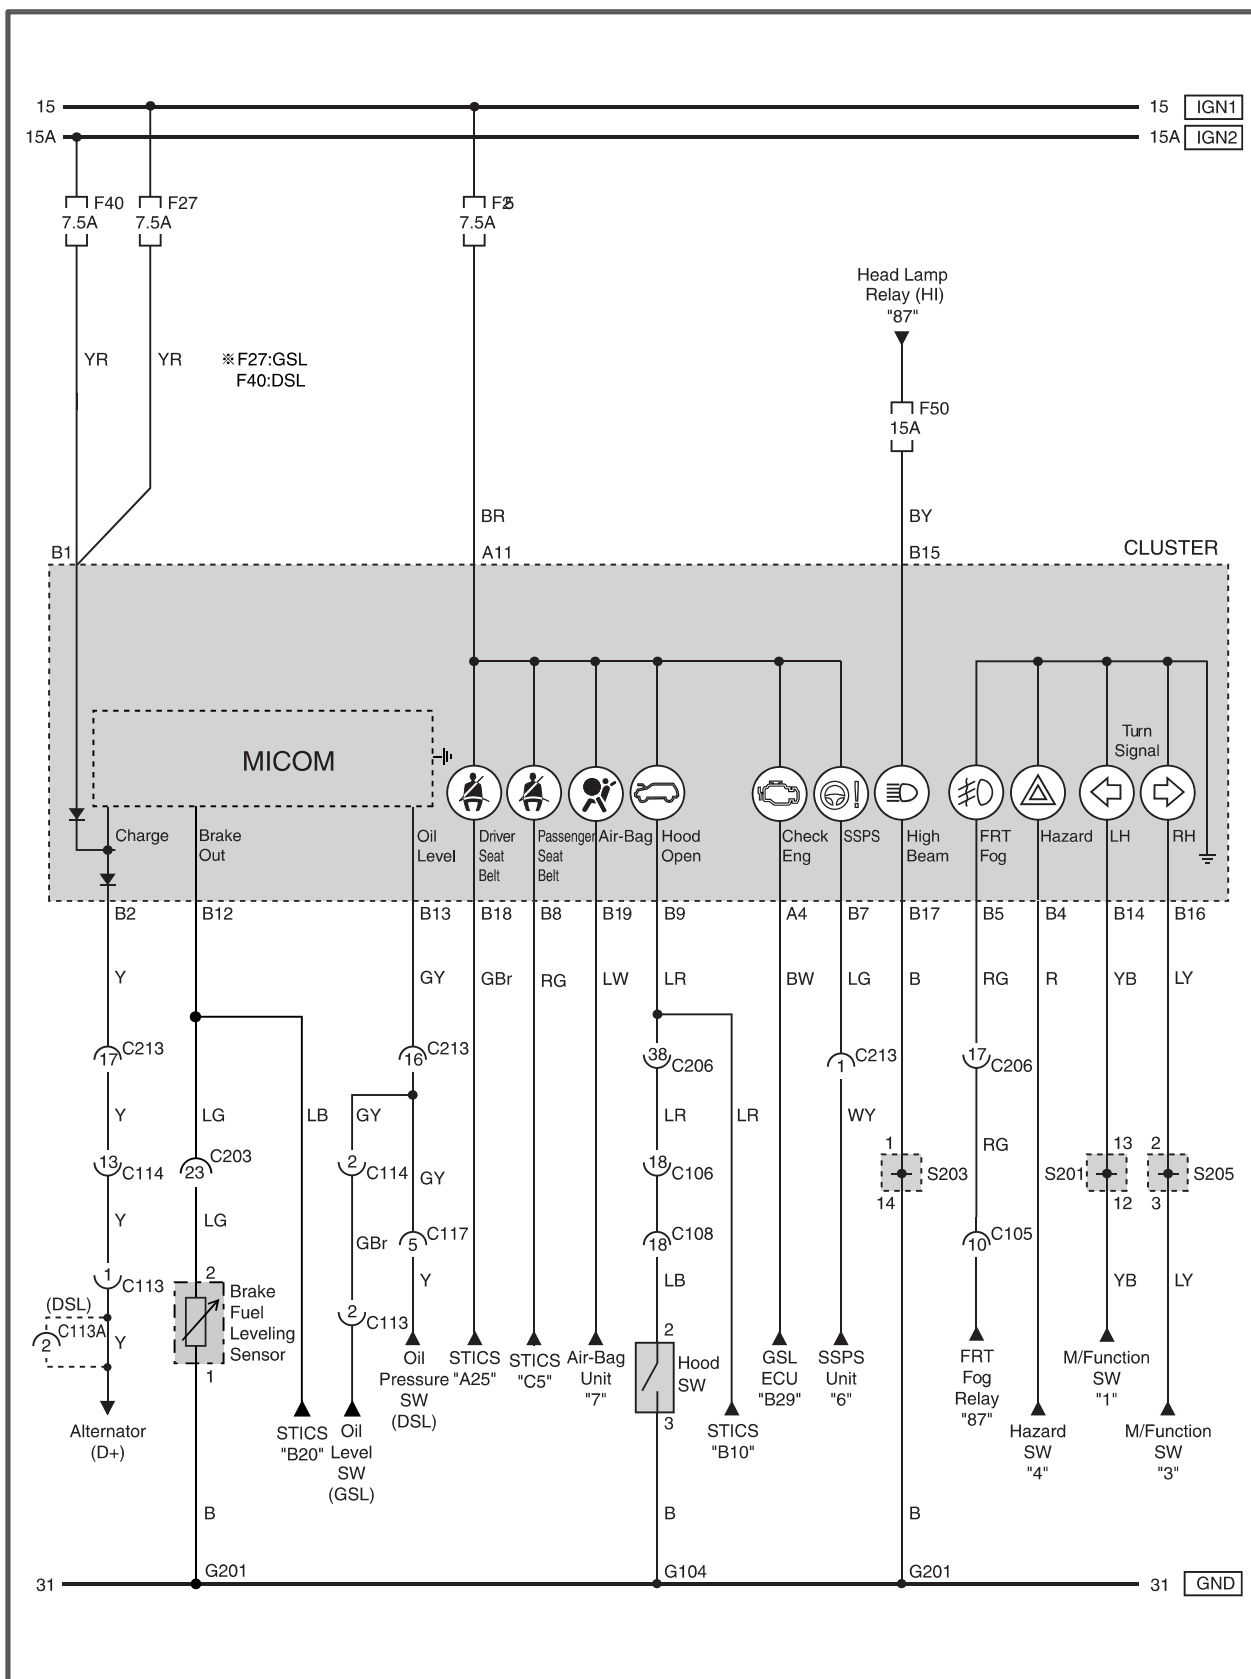 15 15 IGN1
15A 15A IGN2
F40 F27
7.5A 7.5A 7.5A
Head Lamp
Relay (HI)
"87"
YR YR ※F27:GSL
F40:DSL
F50
15A
BR BY
B1 A11 B15 CLUSTER
MICOM
Turn
Signal
Charge Brake Oil Driver Passenger Air-Bag Hood Check SSPS High FRT Hazard LH RH
Out Level Seat Seat Open Eng Beam Fog
Belt Belt
B2 B12 B13 B18 B8 B19 B9 A4 B7 B17 B5 B4 B14 B16
Y GY GBr RG LW LR BW LG B RG R YB LY
17 C213 16 C213 38 C206 1 C213 17 C206
Y LG LB GY LR LR WY
13 C114 23 C203 2 C114 GY 18 C106 1 S203 14 RG S201 13 12 2 S205 3
Y LG GBr 5 C117 18 C108 10 C105
1 C113 2 Y LB YB LY
(DSL) Brake
C113A Fuel
2 Y Leveling
Sensor
1
2 C113
Oil
Pressure
SW
(DSL)
STICS
"A25"
STICS
"C5"
Air-Bag
Unit
"7"
2
Hood
SW
3
GSL
ECU
"B29"
SSPS
Unit
"6"
FRT
Fog
Relay
"87"
M/Function
SW
"1"
Alternator
(D+)
STICS
"B20"
Oil
Level
SW
(GSL)
STICS
"B10"
Hazard
SW
"4"
M/Function
SW
"3"
B B B
G201 G104 G201
31 31 GND